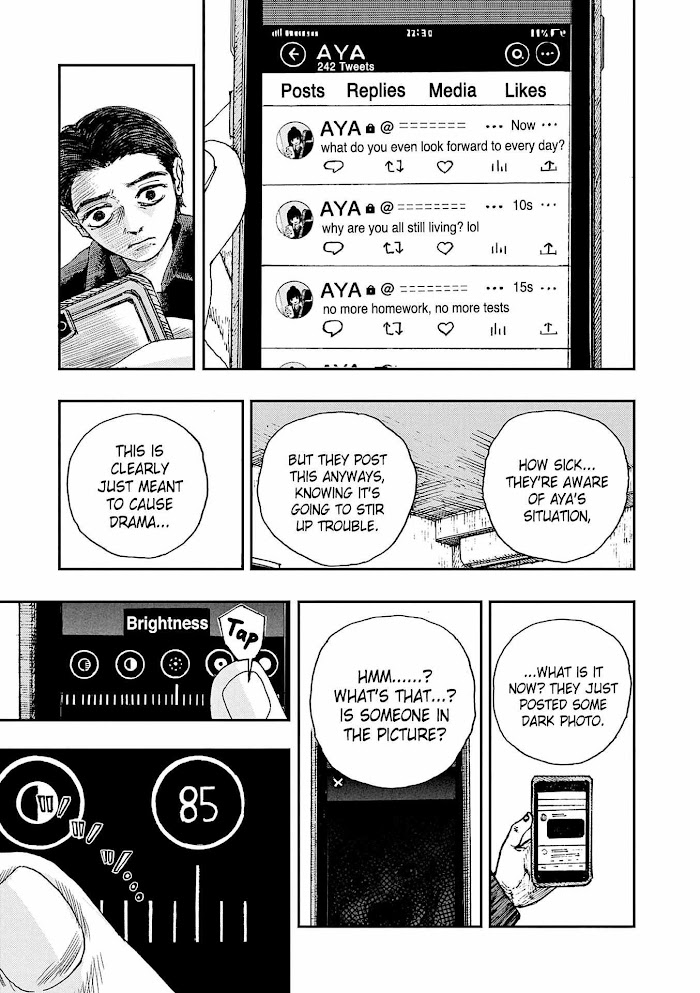 22:30
AYA
242 Tweets
Posts Replies Media Likes
AYA @ ======= ••• Now •••
what do you even look forward to every day?
AYA @ ======== ••• 10s •••
why are you all still living? lol
AYA @ ======== ••• 15s •••
no more homework, no more tests
HOW SICK...
THEY'RE AWARE
OF AYA'S
SITUATION,
BUT THEY POST
THIS ANYWAYS,
KNOWING IT'S
GOING TO STIR
UP TROUBLE.
THIS IS
CLEARLY
JUST MEANT
TO CAUSE
DRAMA...
...WHAT IS IT
NOW? THEY JUST
POSTED SOME
DARK PHOTO.
HMM......?
WHAT'S THAT...?
IS SOMEONE IN
THE PICTURE?
Brightness
Tap
85